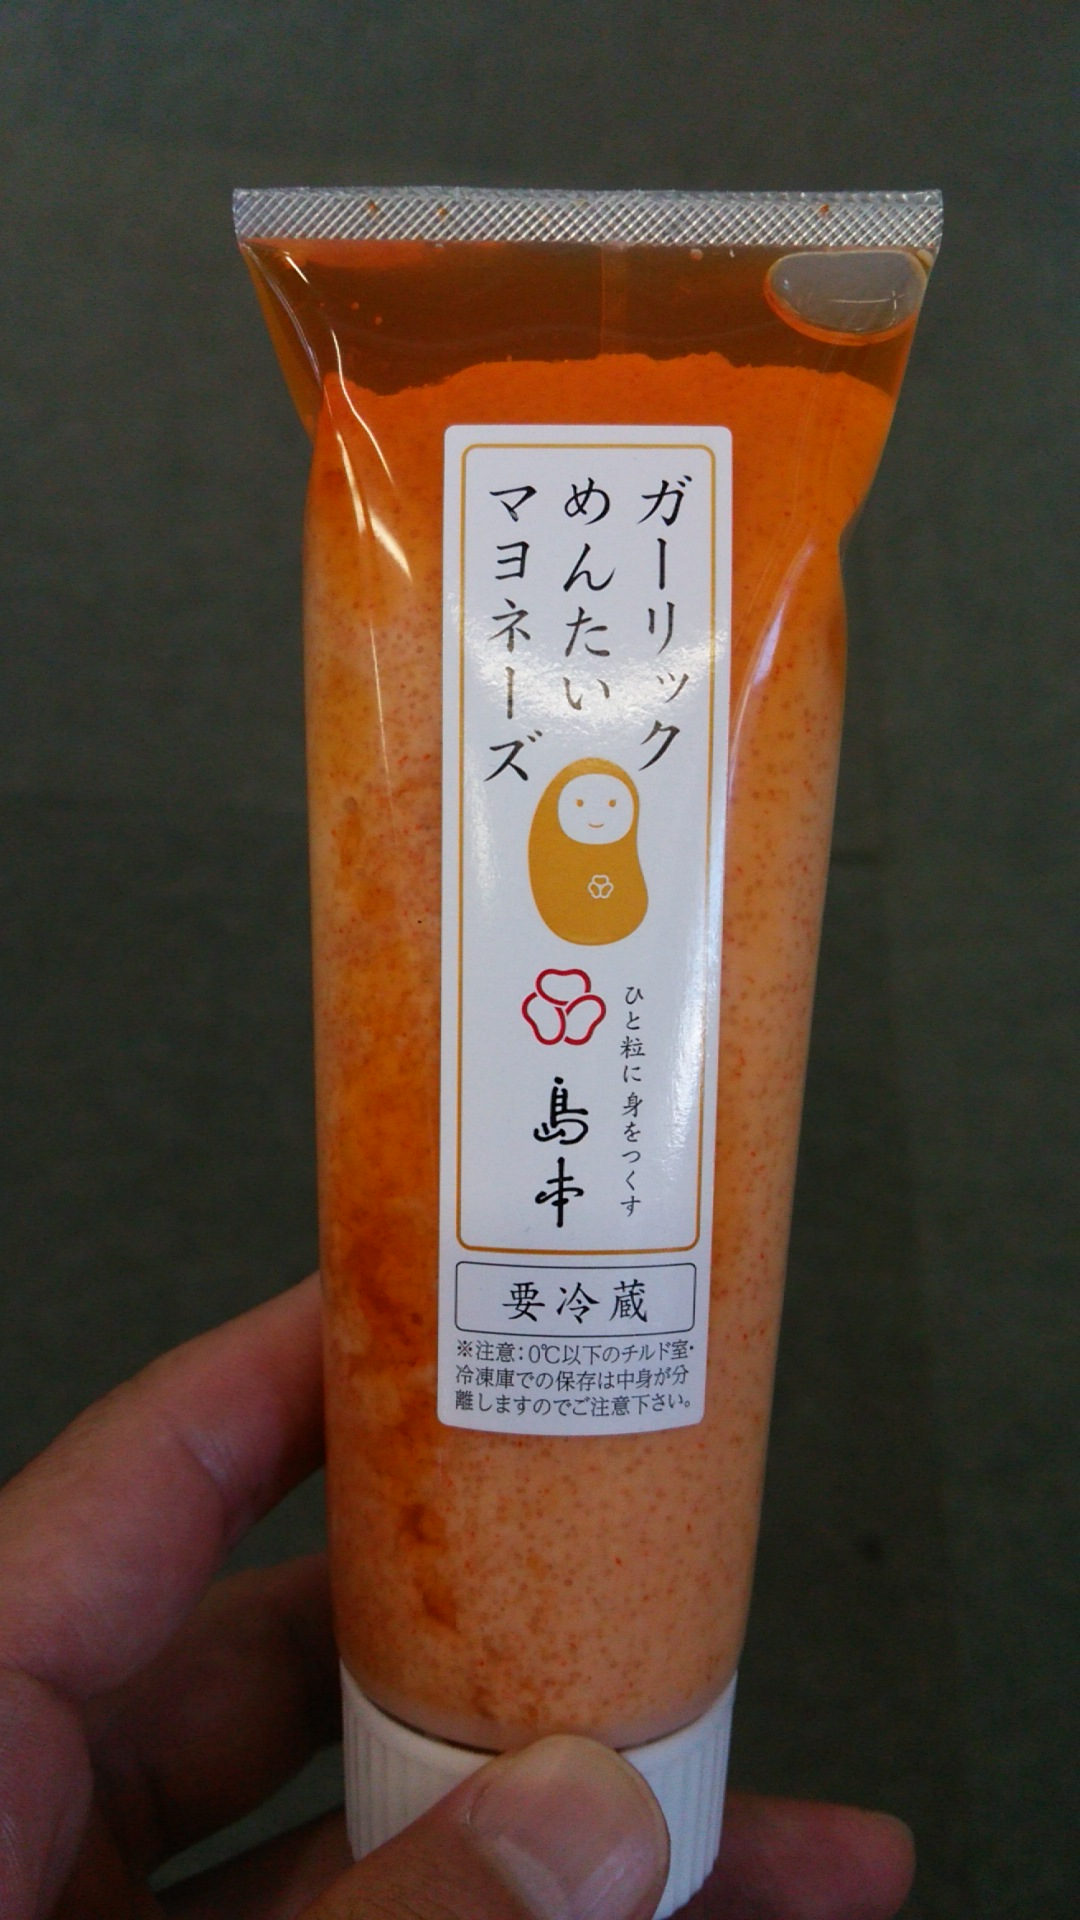 ガーリック
めんたい
マヨネーズ
ひと粒に身をつくす
島本
要冷蔵
※注意:0℃以下のチルド室・
冷凍庫での保存は中身が分
離しますのでご注意下さい。